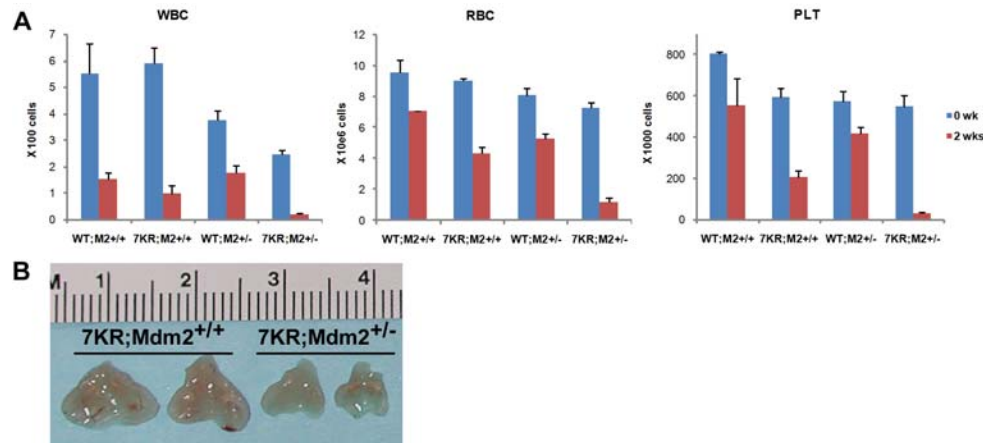 A
WBC
X100 cells
7
6
5
4
3
2
1
0
WT;M2+/+ 7KR;M2+/+ WT;M2+/- 7KR;M2+/-
RBC
X10e6 cells
12
10
8
6
4
2
0
WT;M2+/+ 7KR;M2+/+ WT;M2+/- 7KR;M2+/-
PLT
X1000 cells
800
600
400
200
0
WT;M2+/+ 7KR;M2+/+ WT;M2+/- 7KR;M2+/-
0 wk
2 wks
B
1 2 3 4
7KR;Mdm2+/+ 7KR;Mdm2+/-